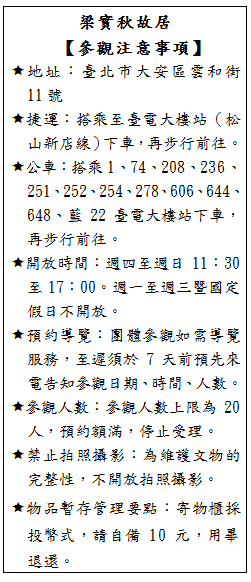 梁實秋故居
【參觀注意事項】
★地址：臺北市大安區雲和街
11號
★捷運：搭乘至臺電大樓站（松
山新店線）下車，再步行前往。
★公車：搭乘1、74、208、236、
251、252、254、278、606、644、
648、藍 22 臺電大樓站下車，
再步行前往。
★開放時間：週四至週日 11：30
至 17：00。週一至週三暨國定
假日不開放。
★預約導覽：團體參觀如需導覽
服務，至遲須於 7 天前預先來
電告知參觀日期、時間、人數。
★參觀人數：參觀人數上限為 20
人，預約額滿，停止受理。
★禁止拍照攝影：為維護文物的
完整性，不開放拍照攝影。
★物品暫存管理要點：寄物櫃採
投幣式，請自備 10 元，用畢
退還。